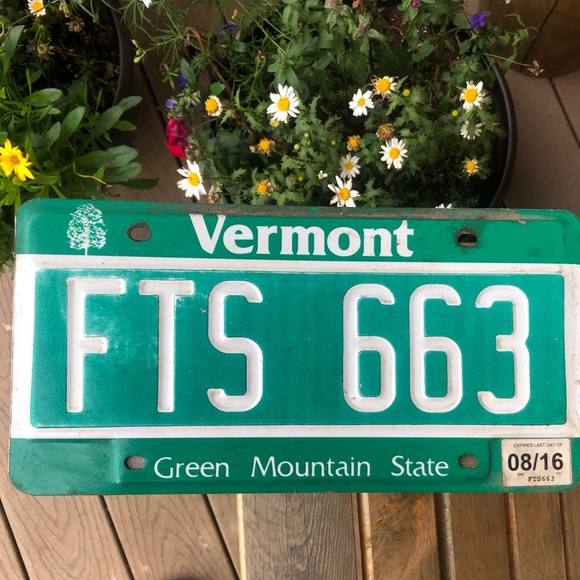 Vermont
FTS 663
Green Mountain State
EXPIRES LAST DAY OF
08/16
FTS663